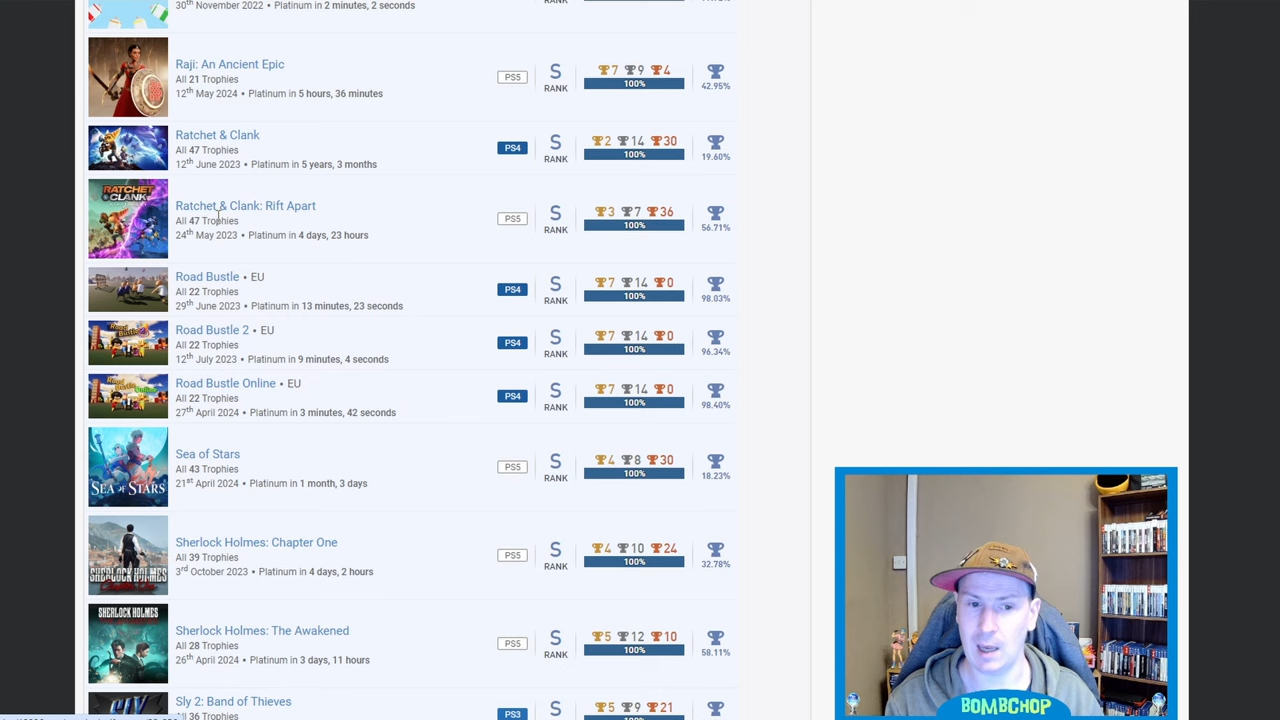 30th November 2022 • Platinum in 2 minutes, 2 seconds
Raji: An Ancient Epic
All 21 Trophies
12th May 2024 • Platinum in 5 hours, 36 minutes
PS5
S
RANK
7 9 4
100%
42.95%
Ratchet & Clank
All 47 Trophies
12th June 2023 • Platinum in 5 years, 3 months
PS4
S
RANK
2 14 30
100%
19.60%
RATCHET
CLANK
Ratchet & Clank: Rift Apart
All 47 Trophies
24th May 2023 • Platinum in 4 days, 23 hours
PS5
S
RANK
3 7 36
100%
56.71%
Road Bustle • EU
All 22 Trophies
29th June 2023 • Platinum in 13 minutes, 23 seconds
PS4
S
RANK
7 14 0
100%
98.03%
Road Bustle 2 • EU
All 22 Trophies
12th July 2023 • Platinum in 9 minutes, 4 seconds
PS4
S
RANK
7 14 0
100%
96.34%
Road Bustle Online • EU
All 22 Trophies
27th April 2024 • Platinum in 3 minutes, 42 seconds
PS4
S
RANK
7 14 0
100%
98.40%
SEA OF STARS
Sea of Stars
All 43 Trophies
21st April 2024 • Platinum in 1 month, 3 days
PS5
S
RANK
4 8 30
100%
18.23%
SHERLOCK HOLMES
Sherlock Holmes: Chapter One
All 39 Trophies
3rd October 2023 • Platinum in 4 days, 2 hours
PS5
S
RANK
4 10 24
100%
32.78%
SHERLOCK HOLMES
Sherlock Holmes: The Awakened
All 28 Trophies
26th April 2024 • Platinum in 3 days, 11 hours
PS5
S
RANK
5 12 10
100%
58.11%
Sly 2: Band of Thieves
All 36 Trophies
PS3
S
5 9 21
100%
BOMBCHOP